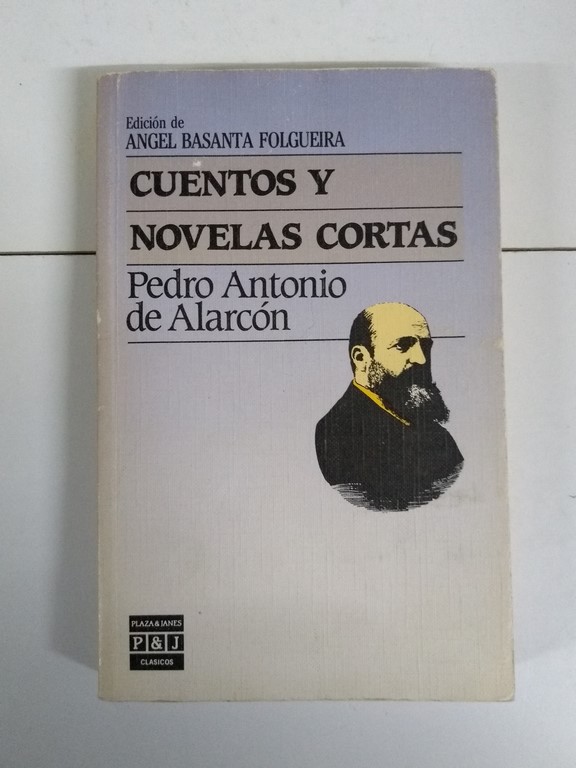 Edición de
ANGEL BASANTA FOLGUEIRA
CUENTOS Y
NOVELAS CORTAS
Pedro Antonio
de Alarcón
PLAZA & JANES
P & J
CLASICOS